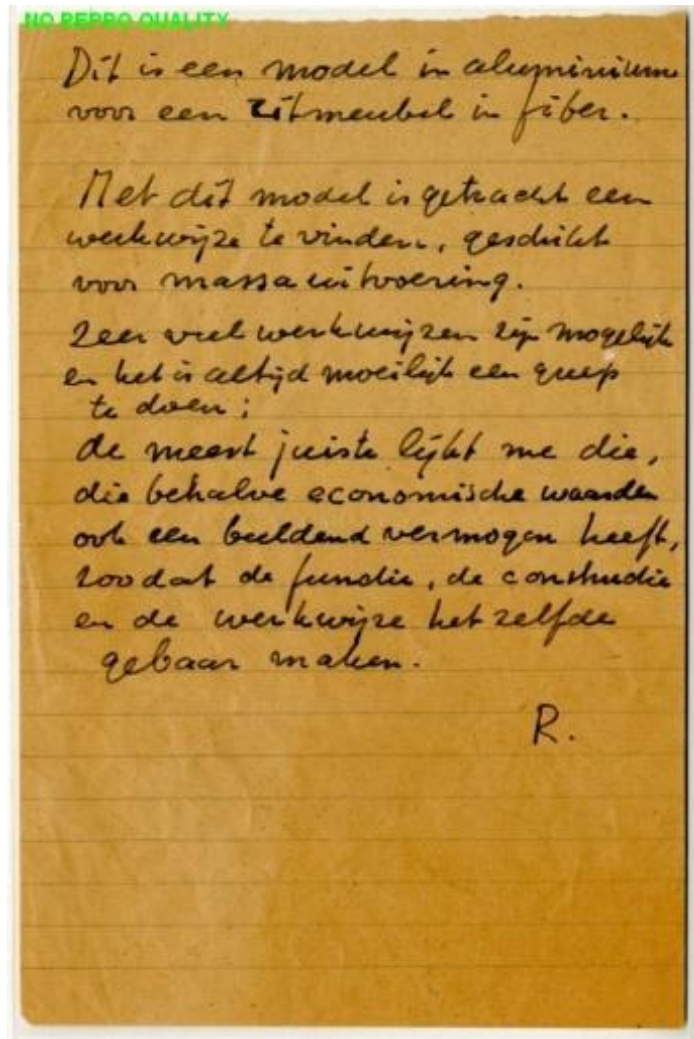 NO REPRO QUALITY
Dit is een model in aluminium
voor een zitmeubel in fiber.
Met dit model is getracht een
werkwijze te vinden, geschikt
voor massa uitvoering.
Zeer veel werkwijzen zijn mogelijk
en het is altijd moeilijk een greep
te doen;
de meest juiste lijkt me die,
die behalve economische waarden
ook een beeldend vermogen heeft,
zoodat de functie, de constructie
en de werkwijze het zelfde
gebaar maken.
R.